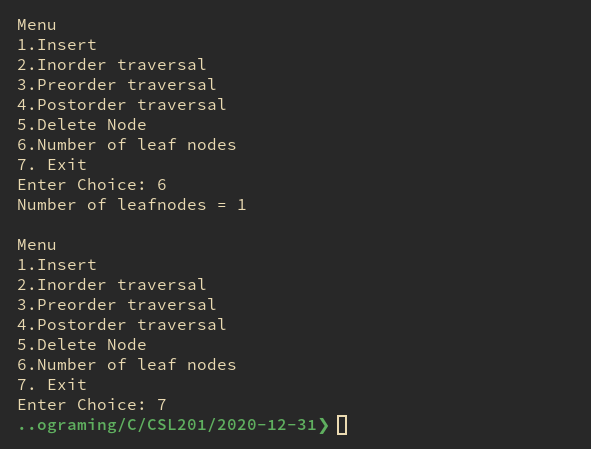 Menu
1.Insert
2.Inorder traversal
3.Preorder traversal
4.Postorder traversal
5.Delete Node
6.Number of leaf nodes
7. Exit
Enter Choice: 6
Number of leafnodes = 1

Menu
1.Insert
2.Inorder traversal
3.Preorder traversal
4.Postorder traversal
5.Delete Node
6.Number of leaf nodes
7. Exit
Enter Choice: 7
..ograming/C/CSL201/2020-12-31❯